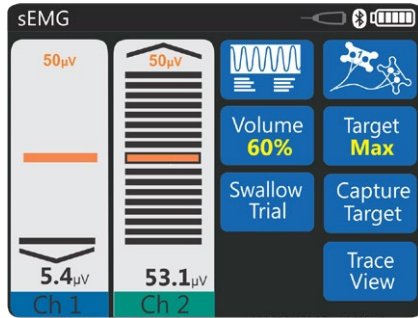 sEMG
50µV
50µV
5.4µV
53.1µV
Ch 1
Ch 2
Volume
60%
Target
Max
Swallow
Trial
Capture
Target
Trace
View